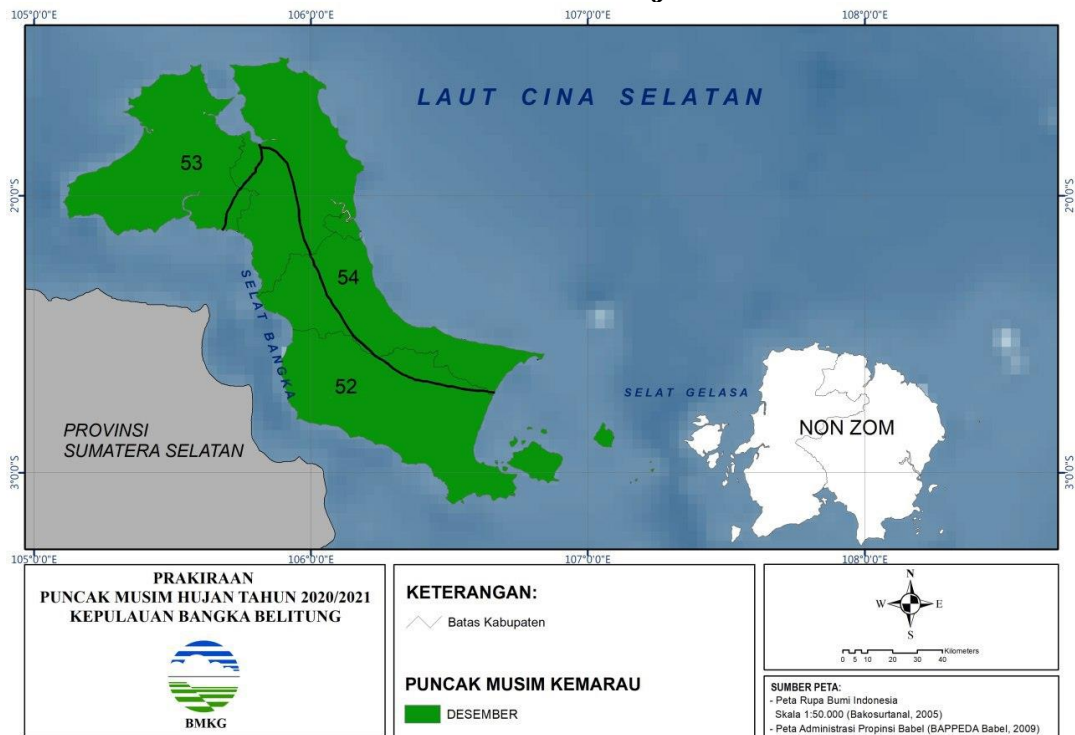 105°0'0"E
106°0'0"E
107°0'0"E
108°0'0"E
LAUT CINA SELATAN
53
2°0'0"S
2°0'0"S
54
SELAT BANGKA
52
SELAT GELASA
NON ZOM
PROVINSI
SUMATERA SELATAN
3°0'0"S
3°0'0"S
105°0'0"E
106°0'0"E
107°0'0"E
108°0'0"E
PRAKIRAAN
PUNCAK MUSIM HUJAN TAHUN 2020/2021
KEPULAUAN BANGKA BELITUNG
BMKG
KETERANGAN:
Batas Kabupaten
PUNCAK MUSIM KEMARAU
DESEMBER
N
W
E
S
0 5 10 20 30 40
Kilometers
SUMBER PETA:
- Peta Rupa Bumi Indonesia
Skala 1:50.000 (Bakosurtanal, 2005)
- Peta Administrasi Propinsi Babel (BAPPEDA Babel, 2009)